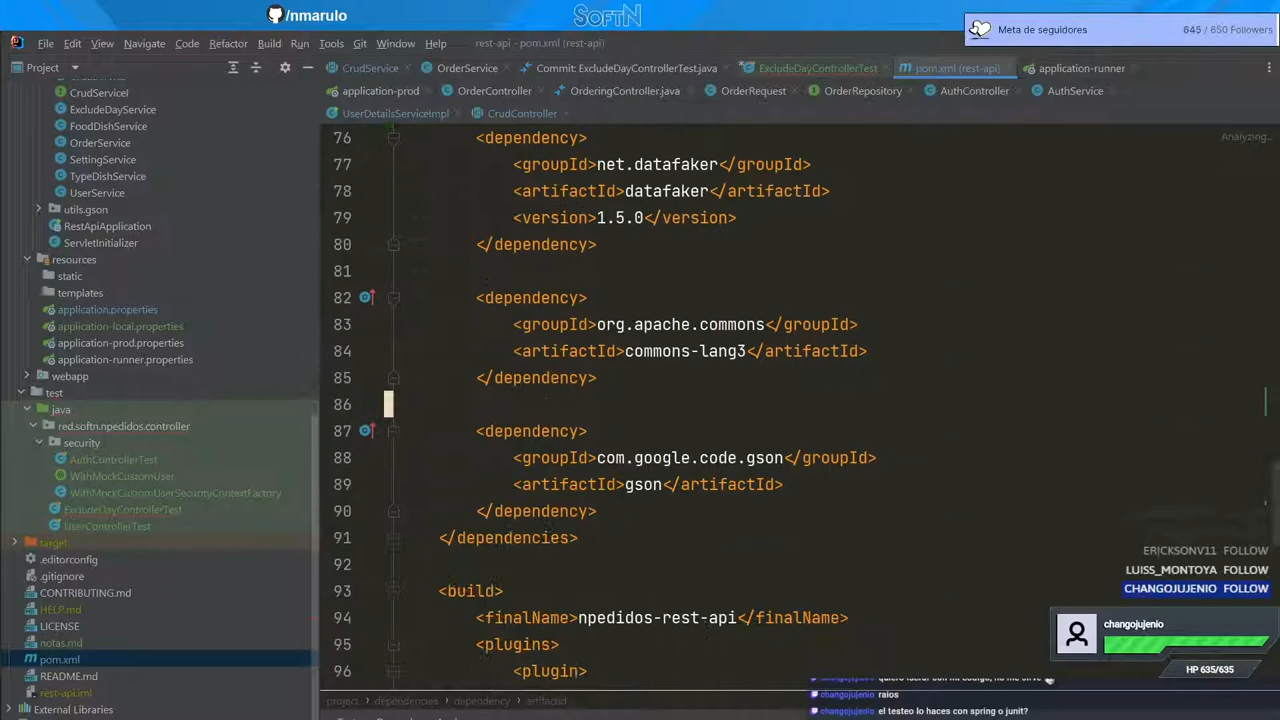 /nmarulo
SOFTN
Meta de seguidores
645 / 650 Followers
File Edit View Navigate Code Refactor Build Run Tools Git Window Help
rest-api - pom.xml (rest-api)
Project
CrudService
OrderService
Commit: ExcludeDayControllerTest.java
ExcludeDayControllerTest
pom.xml (rest-api)
application-runner
application-prod
OrderController
OrderingController.java
OrderRequest
OrderRepository
AuthController
AuthService
UserDetailsServiceImpl
CrudController
CrudServiceI
ExcludeDayService
FoodDishService
OrderService
SettingService
TypeDishService
UserService
utils.gson
RestApiApplication
ServletInitializer
resources
static
templates
application.properties
application-local.properties
application-prod.properties
application-runner.properties
webapp
test
java
red.softn.npedidos.controller
security
AuthControllerTest
WithMockCustomUser
WithMockCustomUserSecurityContextFactory
ExcludeDayControllerTest
UserControllerTest
target
.editorconfig
.gitignore
CONTRIBUTING.md
HELP.md
LICENSE
notas.md
pom.xml
README.md
rest-api.iml
External Libraries
Analyzing...
76 <dependency>
77 <groupId>net.datafaker</groupId>
78 <artifactId>datafaker</artifactId>
79 <version>1.5.0</version>
80 </dependency>
81
82 <dependency>
83 <groupId>org.apache.commons</groupId>
84 <artifactId>commons-lang3</artifactId>
85 </dependency>
86
87 <dependency>
88 <groupId>com.google.code.gson</groupId>
89 <artifactId>gson</artifactId>
90 </dependency>
91 </dependencies>
92
93 <build>
94 <finalName>npedidos-rest-api</finalName>
95 <plugins>
96 <plugin>
project dependencies dependency artifactId
ERICKSONV11 FOLLOW
LUISS_MONTOYA FOLLOW
CHANGOJUJENIO FOLLOW
changojujenio
HP 635/635
changojujenio raios
changojujenio el testeo lo haces con spring o junit?